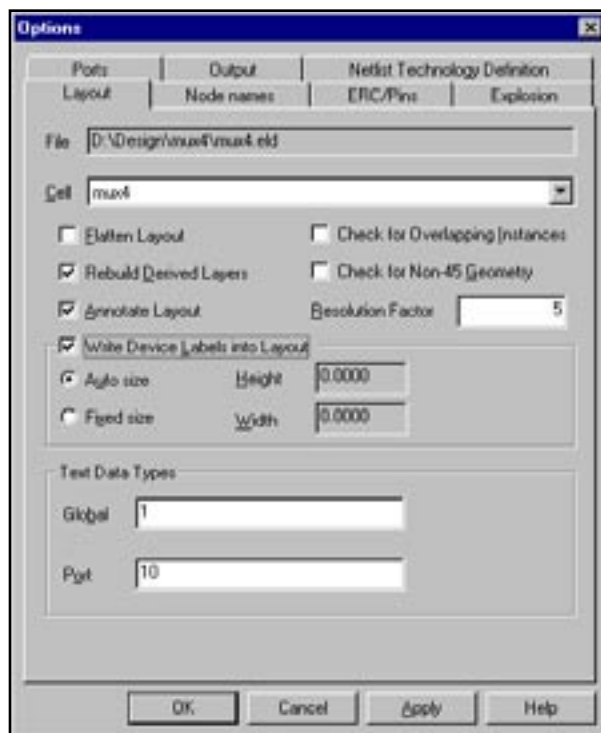 Options
Ports Output Netlist Technology Definition
Layout Node names ERC/Pins Explosion
File D:\Design\mux4\mux4.eld
Cell mux4
Flatten Layout Check for Overlapping Instances
Rebuild Derived Layers Check for Non-45 Geometry
Annotate Layout Resolution Factor 5
Write Device Labels into Layout
Auto size Height 0.0000
Fixed size Width 0.0000
Text Data Types
Global 1
Port 10
OK Cancel Apply Help